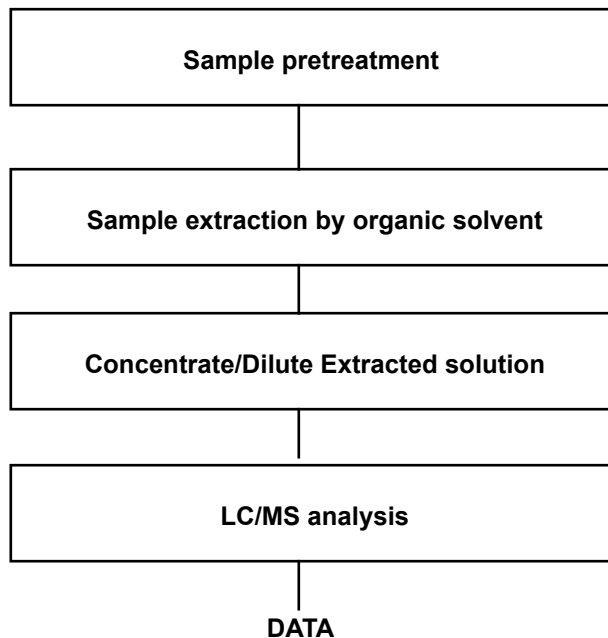 Sample pretreatment
Sample extraction by organic solvent
Concentrate/Dilute Extracted solution
LC/MS analysis
DATA